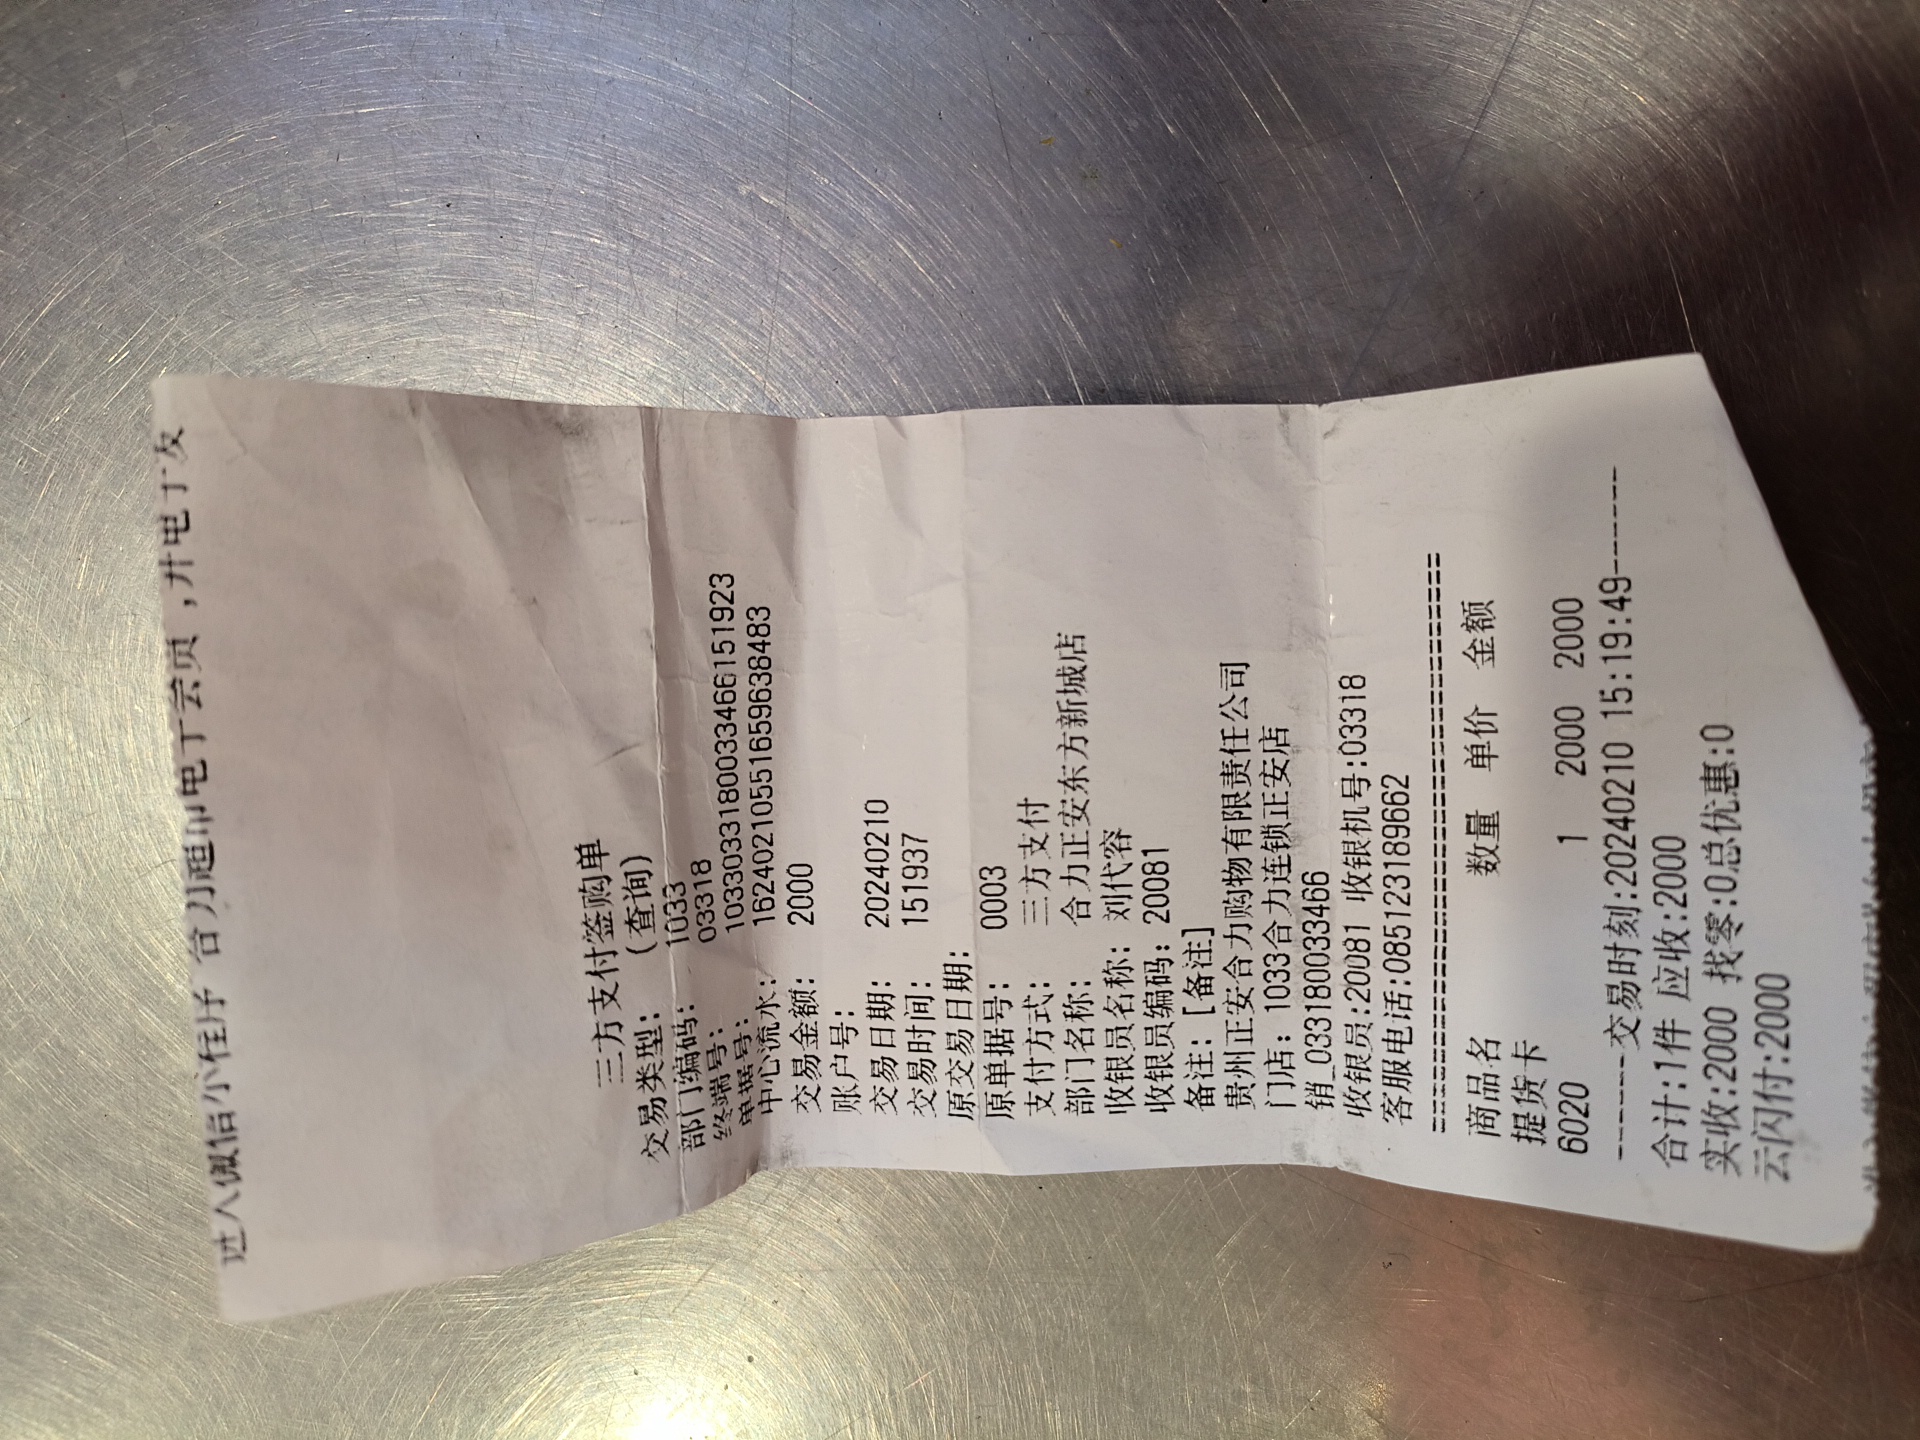 进入微信小程序 合力超市电子会员,开电子发
三方支付签购单
交易类型: (查询)
部门编码: 1033
终端号: 03318
单据号: 10330331800334661 51923
中心流水: 1624021055165963 8483
交易金额: 2000
账户号:
交易日期: 20240210
交易时间: 151937
原交易日期:
原单据号: 0003
支付方式: 三方支付
部门名称: 合力正安东方新城店
收银员名称: 刘代容
收银员编码: 20081
备注: [备注]
贵州正安合力购物有限责任公司
门店: 1033合力连锁正安店
销_033180033466
收银员:20081 收银机号:03318
客服电话:085123189662
商品名 数量 单价 金额
提货卡
6020 1 2000 2000
------交易时刻:20240210 15:19:49------
合计:1件 应收:2000
实收:2000 找零:0总优惠:0
云闪付:2000